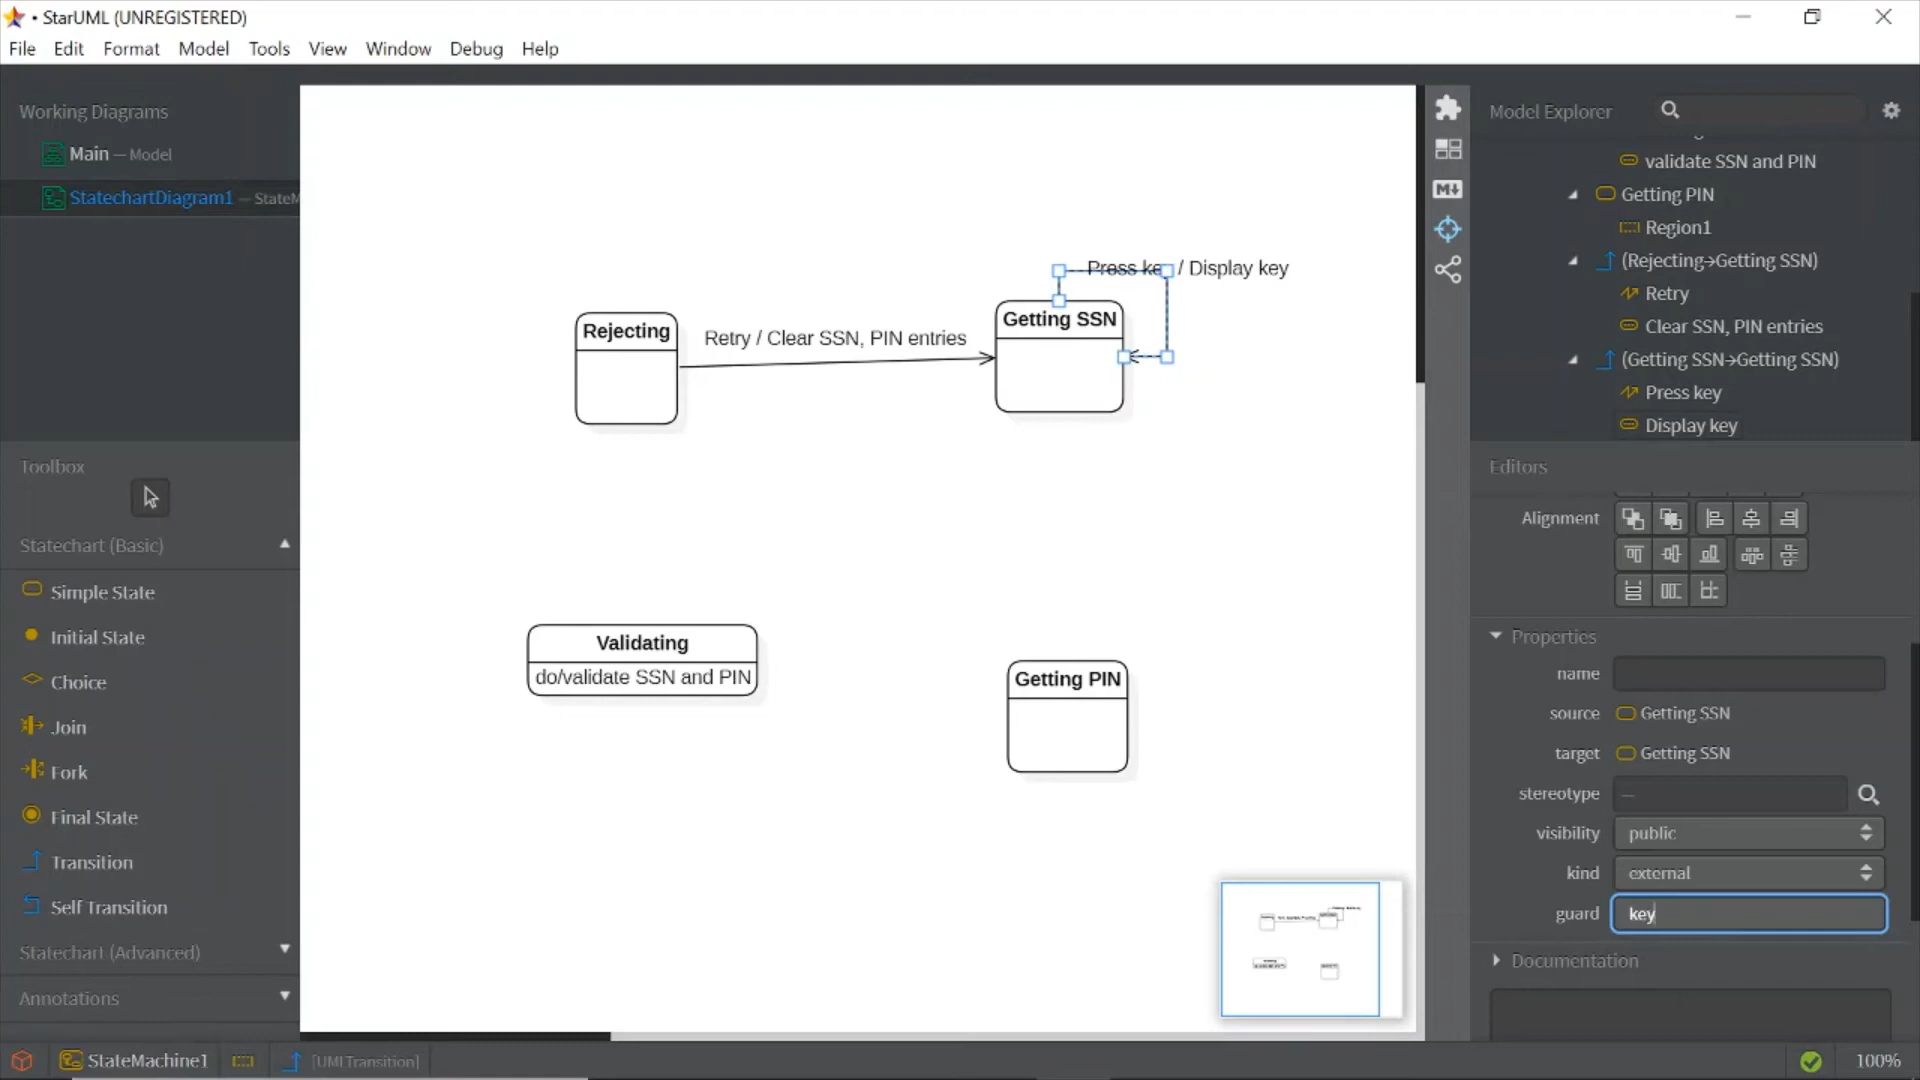 • StarUML (UNREGISTERED)
File Edit Format Model Tools View Window Debug Help
Working Diagrams
Main — Model
StatechartDiagram1 — StateM
Toolbox
Statechart (Basic)
Simple State
Initial State
Choice
Join
Fork
Final State
Transition
Self Transition
Statechart (Advanced)
Annotations
Press key / Display key
Rejecting
Retry / Clear SSN, PIN entries
Getting SSN
Validating
do/validate SSN and PIN
Getting PIN
Model Explorer
validate SSN and PIN
Getting PIN
Region1
(Rejecting→Getting SSN)
Retry
Clear SSN, PIN entries
(Getting SSN→Getting SSN)
Press key
Display key
Editors
Alignment
Properties
name
source Getting SSN
target Getting SSN
stereotype —
visibility public
kind external
guard key
Documentation
StateMachine1 [UMLTransition]
100%